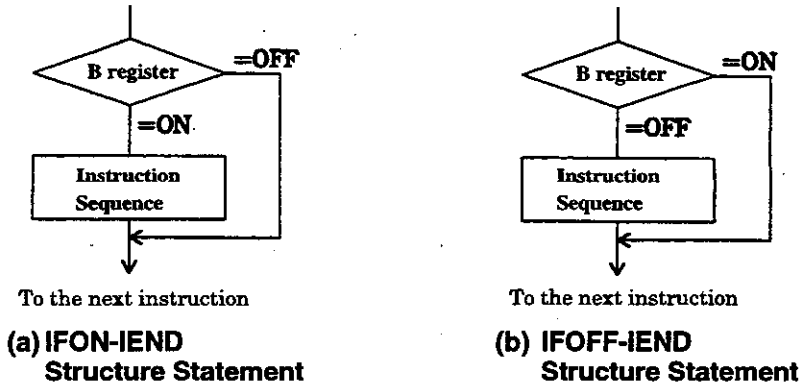 B register
=OFF
=ON
Instruction
Sequence
To the next instruction
(a) IFON-IEND
Structure Statement
B register
=ON
=OFF
Instruction
Sequence
To the next instruction
(b) IFOFF-IEND
Structure Statement